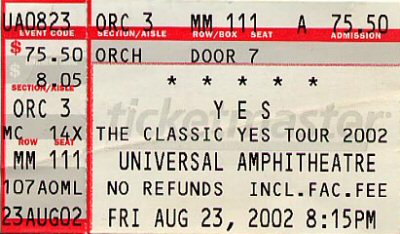 UA0823 ORC 3 MM 111 A 75.50
EVENT CODE SECTION/AISLE ROW/BOX SEAT ADMISSION
$ 75.50 ORCH DOOR 7
8.05 * * * * *
SECTION/AISLE
ORC 3 YES
ticketmaster
MC 14X THE CLASSIC YES TOUR 2002
ROW SEAT
MM 111 UNIVERSAL AMPHITHEATRE
107AOML NO REFUNDS INCL.FAC.FEE
23AUG02 FRI AUG 23, 2002 8:15PM